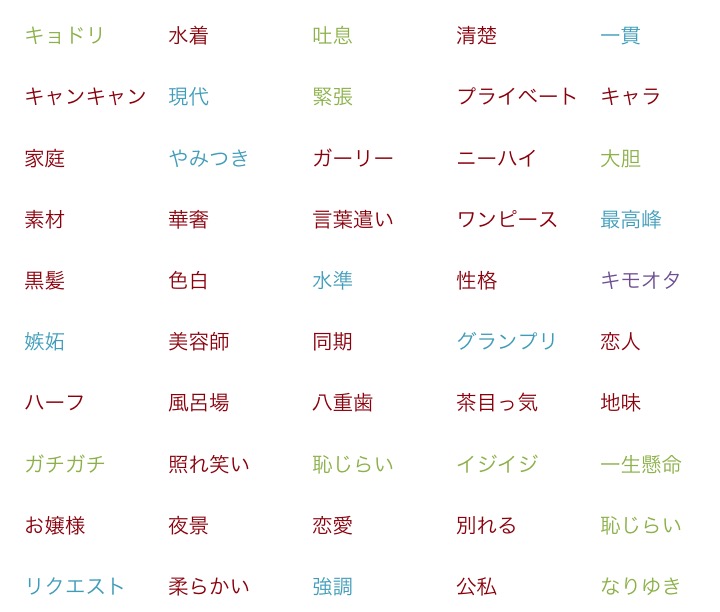 キョドリ 水着 吐息 清楚 一貫
キャンキャン 現代 緊張 プライベート キャラ
家庭 やみつき ガーリー ニーハイ 大胆
素材 華奢 言葉遣い ワンピース 最高峰
黒髪 色白 水準 性格 キモオタ
嫉妬 美容師 同期 グランプリ 恋人
ハーフ 風呂場 八重歯 茶目っ気 地味
ガチガチ 照れ笑い 恥じらい イジイジ 一生懸命
お嬢様 夜景 恋愛 別れる 恥じらい
リクエスト 柔らかい 強調 公私 なりゆき